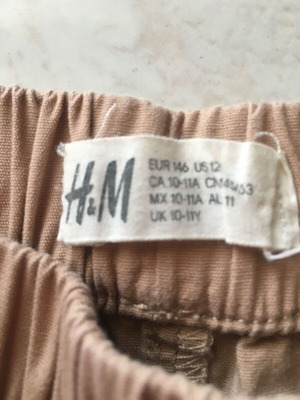 H&M
EUR 146 US 12
CA 10-11A
MX 10-11A AL 11
UK 10-11Y